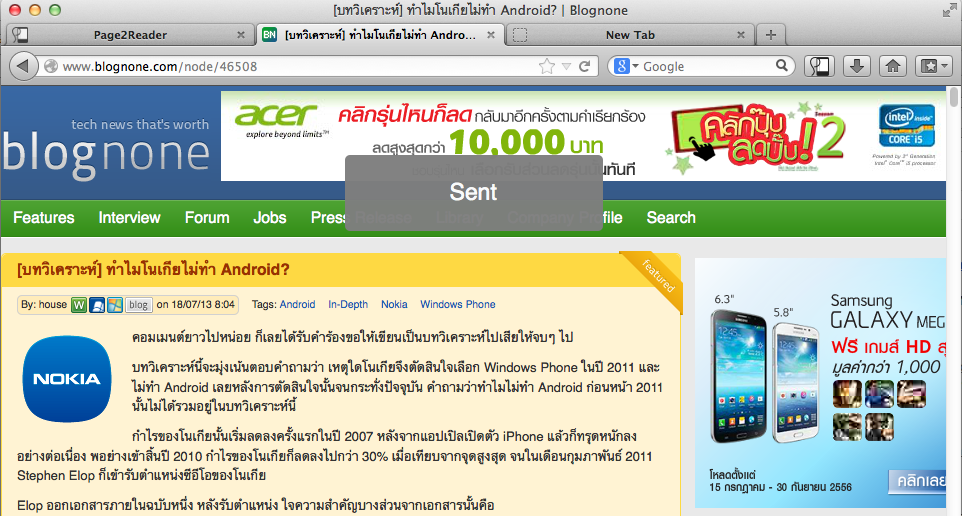 [บทวิเคราะห์] ทำไมโนเกียไม่ทำ Android? | Blognone
Page2Reader
[บทวิเคราะห์] ทำไมโนเกียไม่ทำ Andro...
New Tab
www.blognone.com/node/46508
Google
tech news that's worth
blognone
acer
explore beyond limits™
คลิกรุ่นไหนก็ลด กลับมาอีกครั้งตามคำเรียกร้อง
ลดสูงสุดกว่า 10,000 บาท
ทันที
คลิกปุ๊บ ลดปั๊บ! 2
Season
intel inside™
CORE i5
Powered by 2nd Generation
Intel® Core™ i5 processor
Sent
Features Interview Forum Jobs Press Release Library Company Profile Search
[บทวิเคราะห์] ทำไมโนเกียไม่ทำ Android?
featured
By: house W blog on 18/07/13 8:04 Tags: Android In-Depth Nokia Windows Phone
NOKIA
คอมเมนต์ยาวไปหน่อย ก็เลยได้รับคำร้องขอให้เขียนเป็นบทวิเคราะห์ไปเสียให้จบๆ ไป
บทวิเคราะห์นี้จะมุ่งเน้นตอบคำถามว่า เหตุใดโนเกียจึงตัดสินใจเลือก Windows Phone ในปี 2011 และ
ไม่ทำ Android เลยหลังการตัดสินใจนั้นจนกระทั่งปัจจุบัน คำถามว่าทำไมไม่ทำ Android ก่อนหน้า 2011
นั้นไม่ได้รวมอยู่ในบทวิเคราะห์นี้
กำไรของโนเกียนั้นเริ่มลดลงครั้งแรกในปี 2007 หลังจากแอปเปิลเปิดตัว iPhone แล้วก็ทรุดหนักลง
อย่างต่อเนื่อง พอย่างเข้าสิ้นปี 2010 กำไรของโนเกียก็ลดลงไปกว่า 30% เมื่อเทียบจากจุดสูงสุด จนในเดือนกุมภาพันธ์ 2011
Stephen Elop ก็เข้ารับตำแหน่งซีอีโอของโนเกีย
Elop ออกเอกสารภายในฉบับหนึ่ง หลังรับตำแหน่ง ใจความสำคัญบางส่วนจากเอกสารนั้นคือ
6.3"
5.8"
Samsung
GALAXY MEG
ฟรี เกมส์ HD สุ
มูลค่ากว่า 1,000
โหลดตั้งแต่
15 กรกฎาคม - 30 กันยายน 2556
คลิกเลย